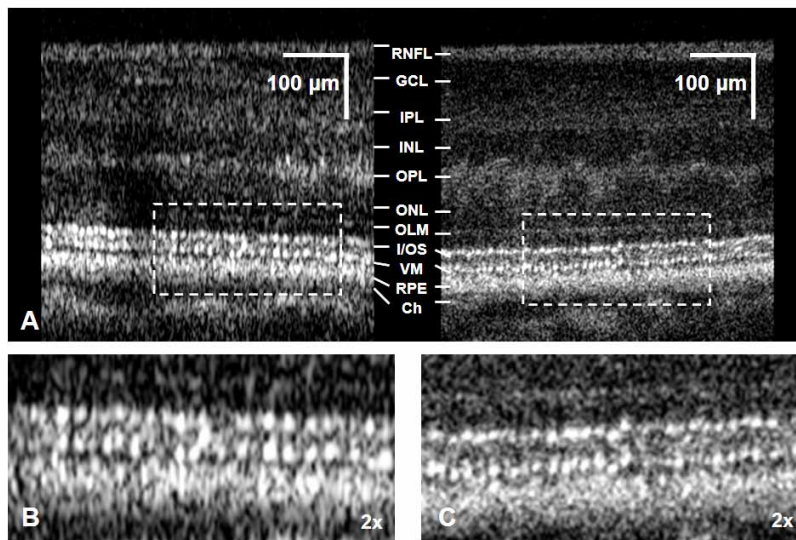 100 µm
RNFL
GCL
IPL
INL
OPL
ONL
OLM
I/OS
VM
RPE
Ch
100 µm
A
B
2x
C
2x